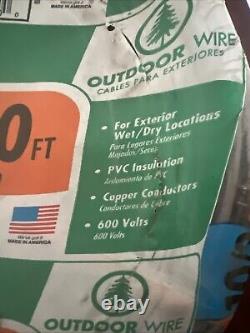 MADE IN AMERICA
OUTDOOR WIRE
CABLES PARA EXTERIORES
0 FT
• For Exterior
Wet/Dry Locations
Para Lugares Exteriores
Mojados/Secos
• PVC Insulation
Aislamiento de PVC
• Copper Conductors
Conductores de Cobre
• 600 Volts
600 Volts
MADE IN AMERICA
OUTDOOR WIRE